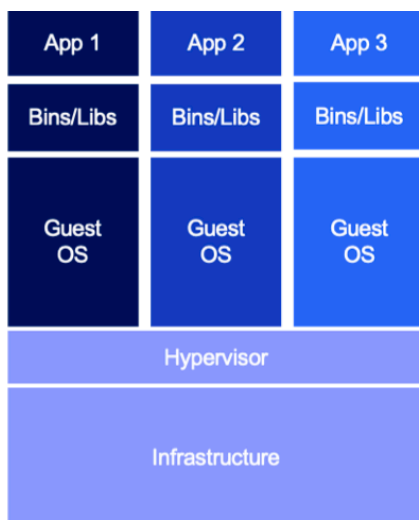 App 1
App 2
App 3
Bins/Libs
Bins/Libs
Bins/Libs
Guest
OS
Guest
OS
Guest
OS
Hypervisor
Infrastructure